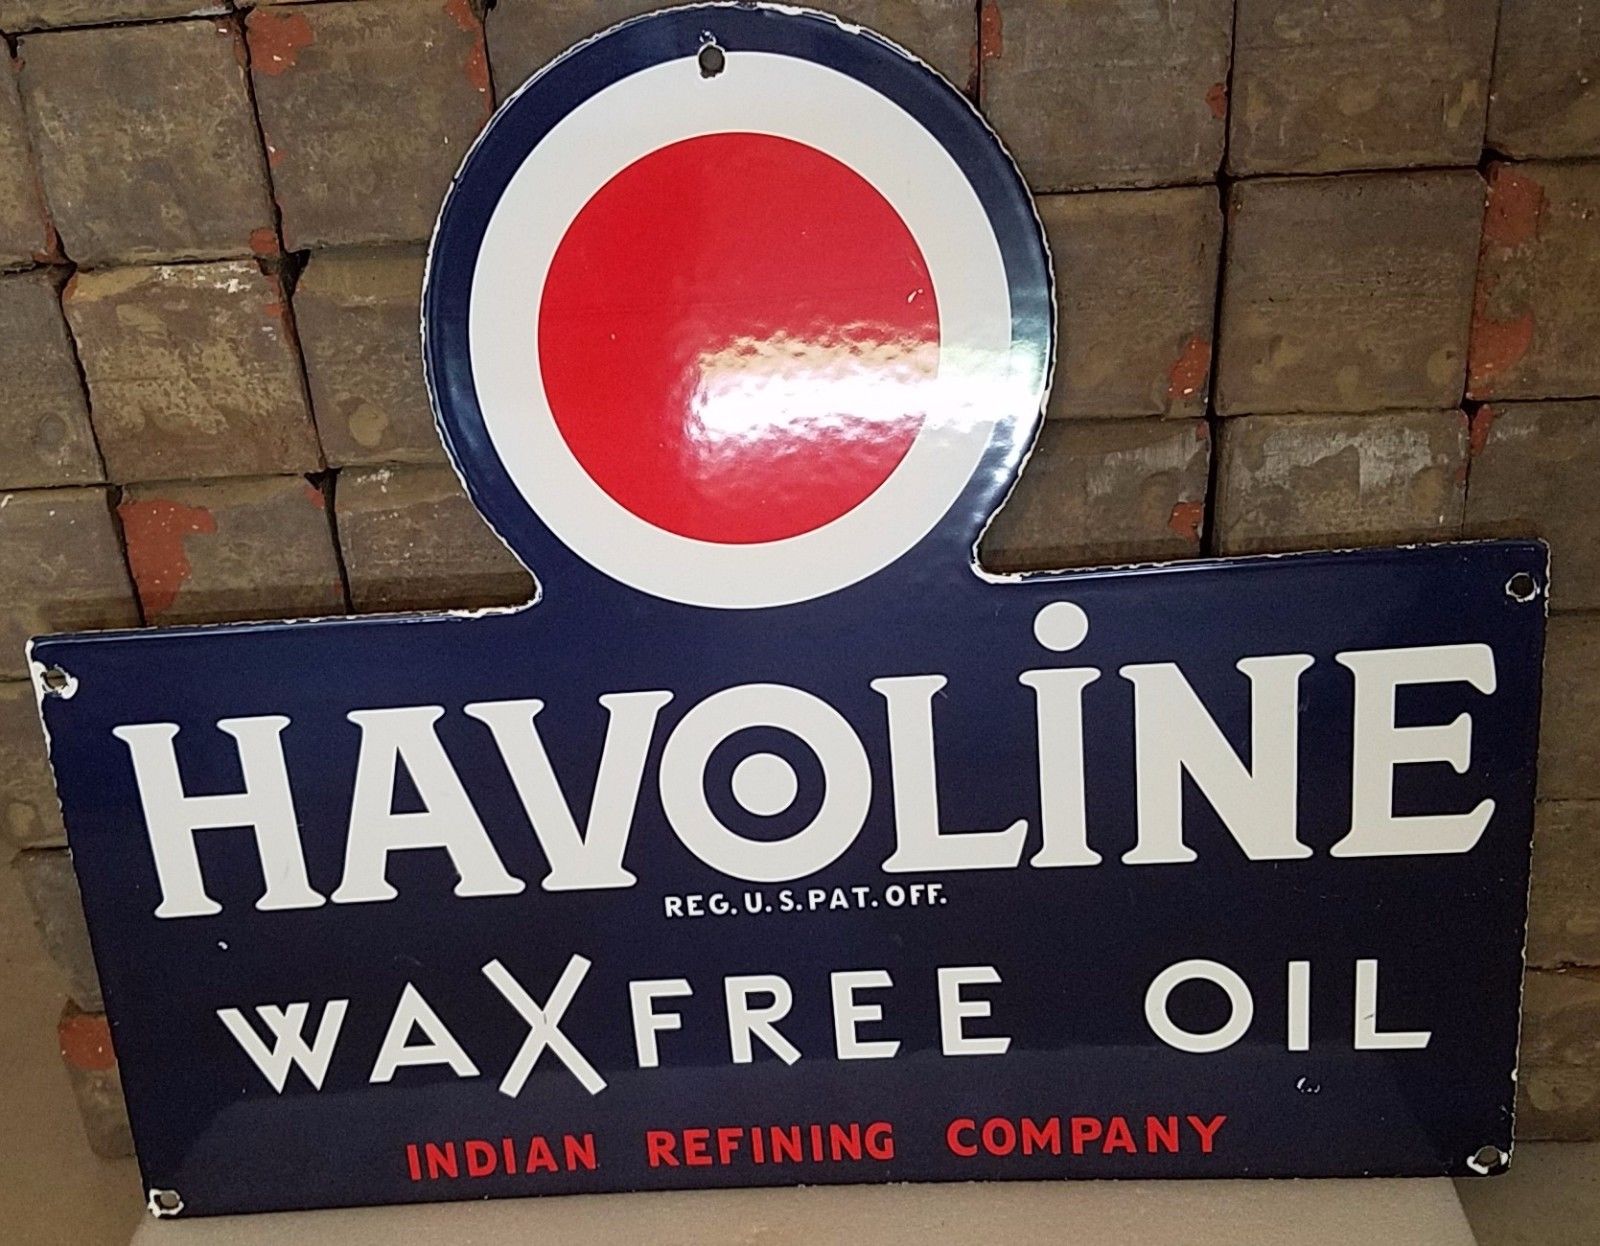 HAVOLiNE
REG. U. S. PAT. OFF.
WAXFREE OIL
INDIAN REFINING COMPANY